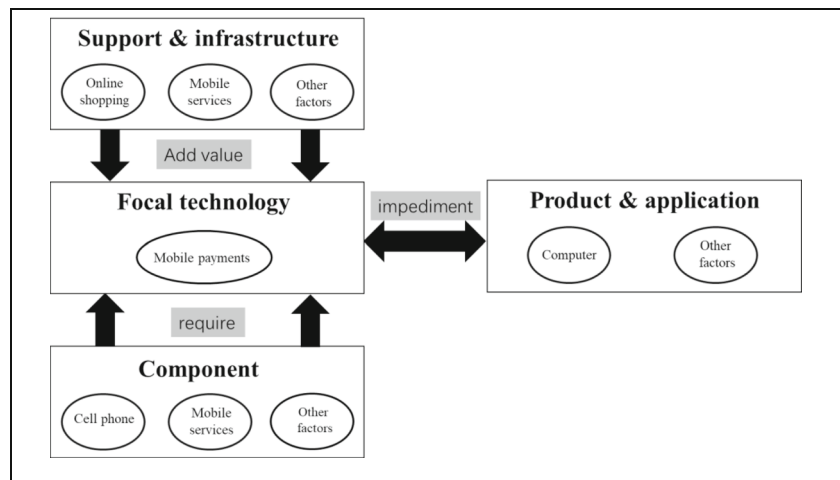 Support & infrastructure
Online
shopping
Mobile
services
Other
factors
Add value
Focal technology
Mobile payments
impediment
Product & application
Computer
Other
factors
require
Component
Cell phone
Mobile
services
Other
factors